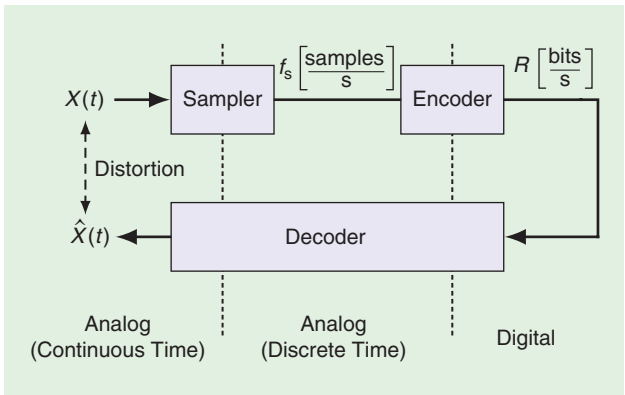 f_s [samples/s]
R [bits/s]
X(t)
Sampler
Encoder
Distortion
X̂(t)
Decoder
Analog
(Continuous Time)
Analog
(Discrete Time)
Digital